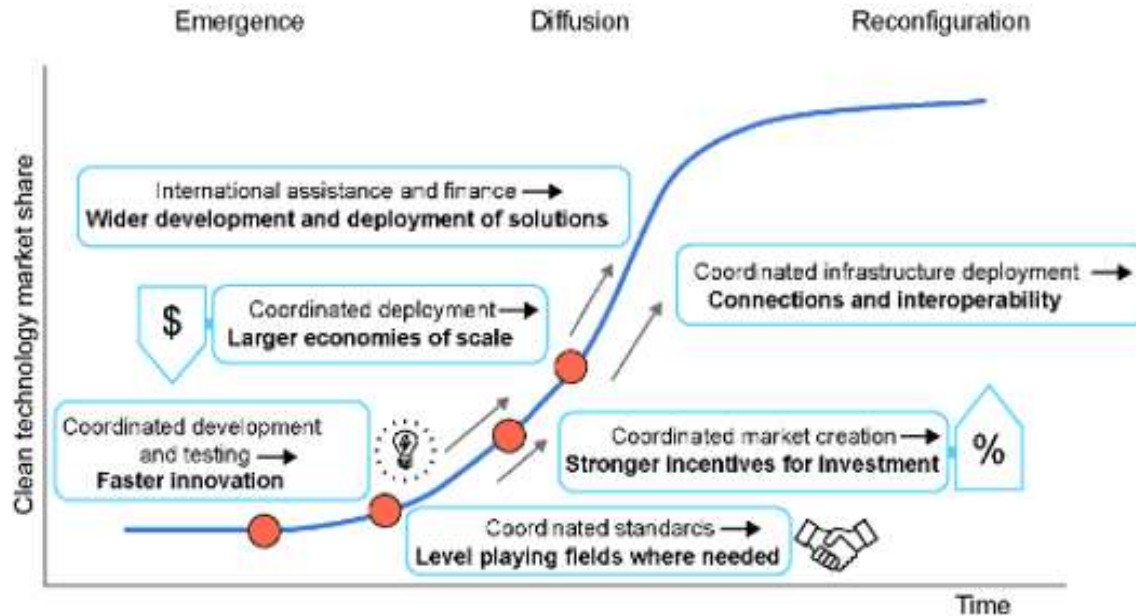 Emergence
Diffusion
Reconfiguration
Clean technology market share
International assistance and finance →
Wider development and deployment of solutions
$
Coordinated deployment →
Larger economies of scale
Coordinated infrastructure deployment →
Connections and interoperability
Coordinated development
and testing →
Faster innovation
Coordinated market creation →
Stronger incentives for investment
%
Coordinated standards →
Level playing fields where needed
Time